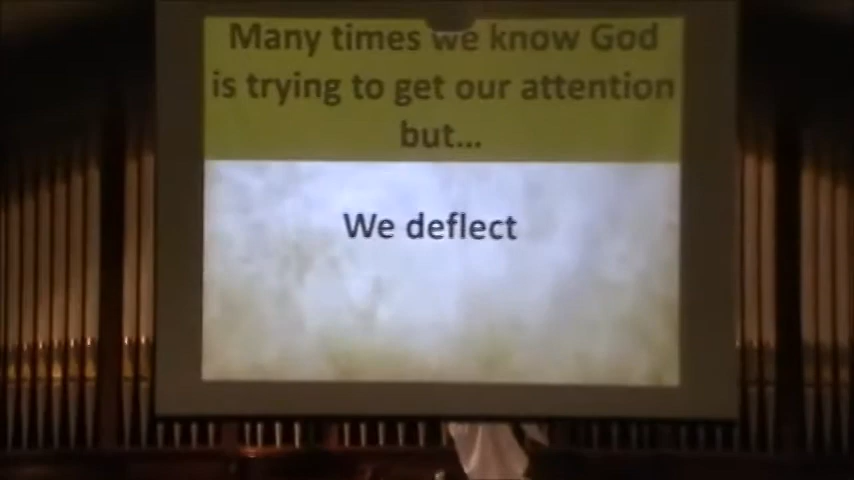 Many times we know God
is trying to get our attention
but...
We deflect